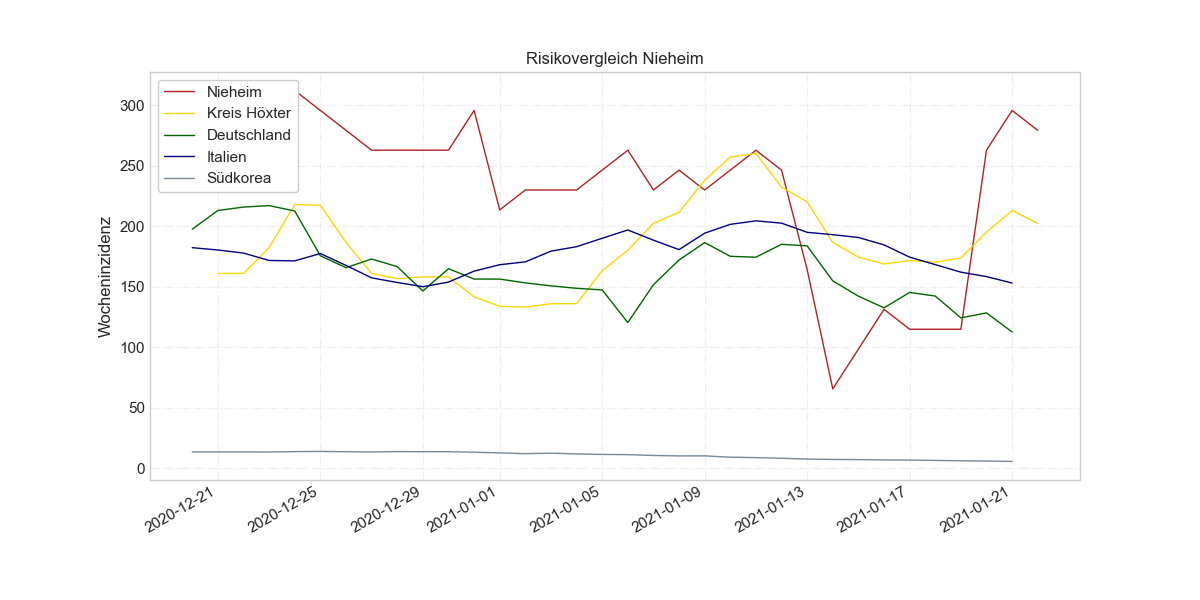 Risikovergleich Nieheim
Nieheim
Kreis Höxter
Deutschland
Italien
Südkorea
Wocheninzidenz
300
250
200
150
100
50
0
2020-12-21
2020-12-25
2020-12-29
2021-01-01
2021-01-05
2021-01-09
2021-01-13
2021-01-17
2021-01-21